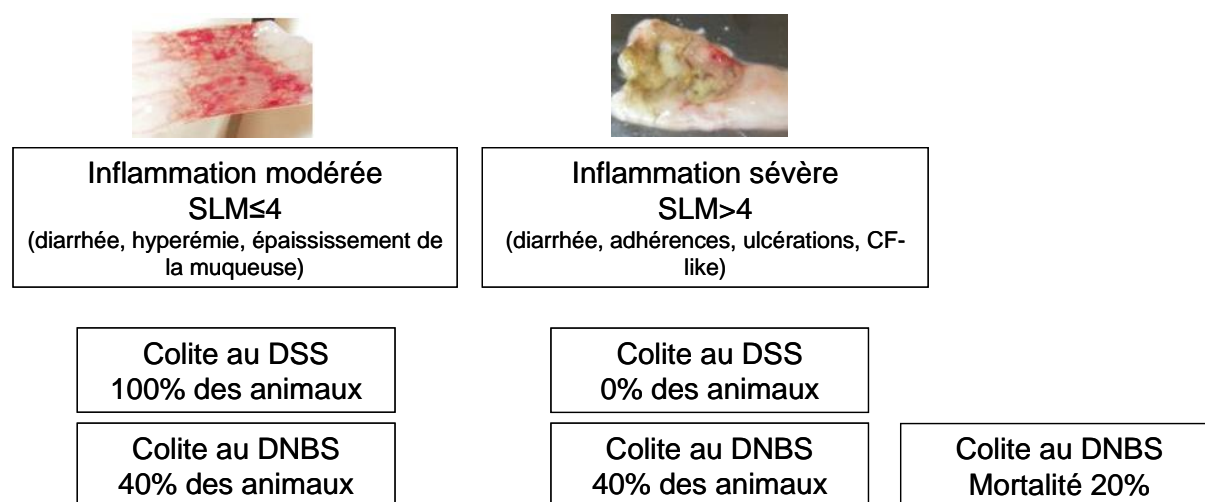 Inflammation modérée
SLM≤4
(diarrhée, hyperémie, épaississement de
la muqueuse)
Inflammation sévère
SLM>4
(diarrhée, adhérences, ulcérations, CF-
like)
Colite au DSS
100% des animaux
Colite au DSS
0% des animaux
Colite au DNBS
40% des animaux
Colite au DNBS
40% des animaux
Colite au DNBS
Mortalité 20%